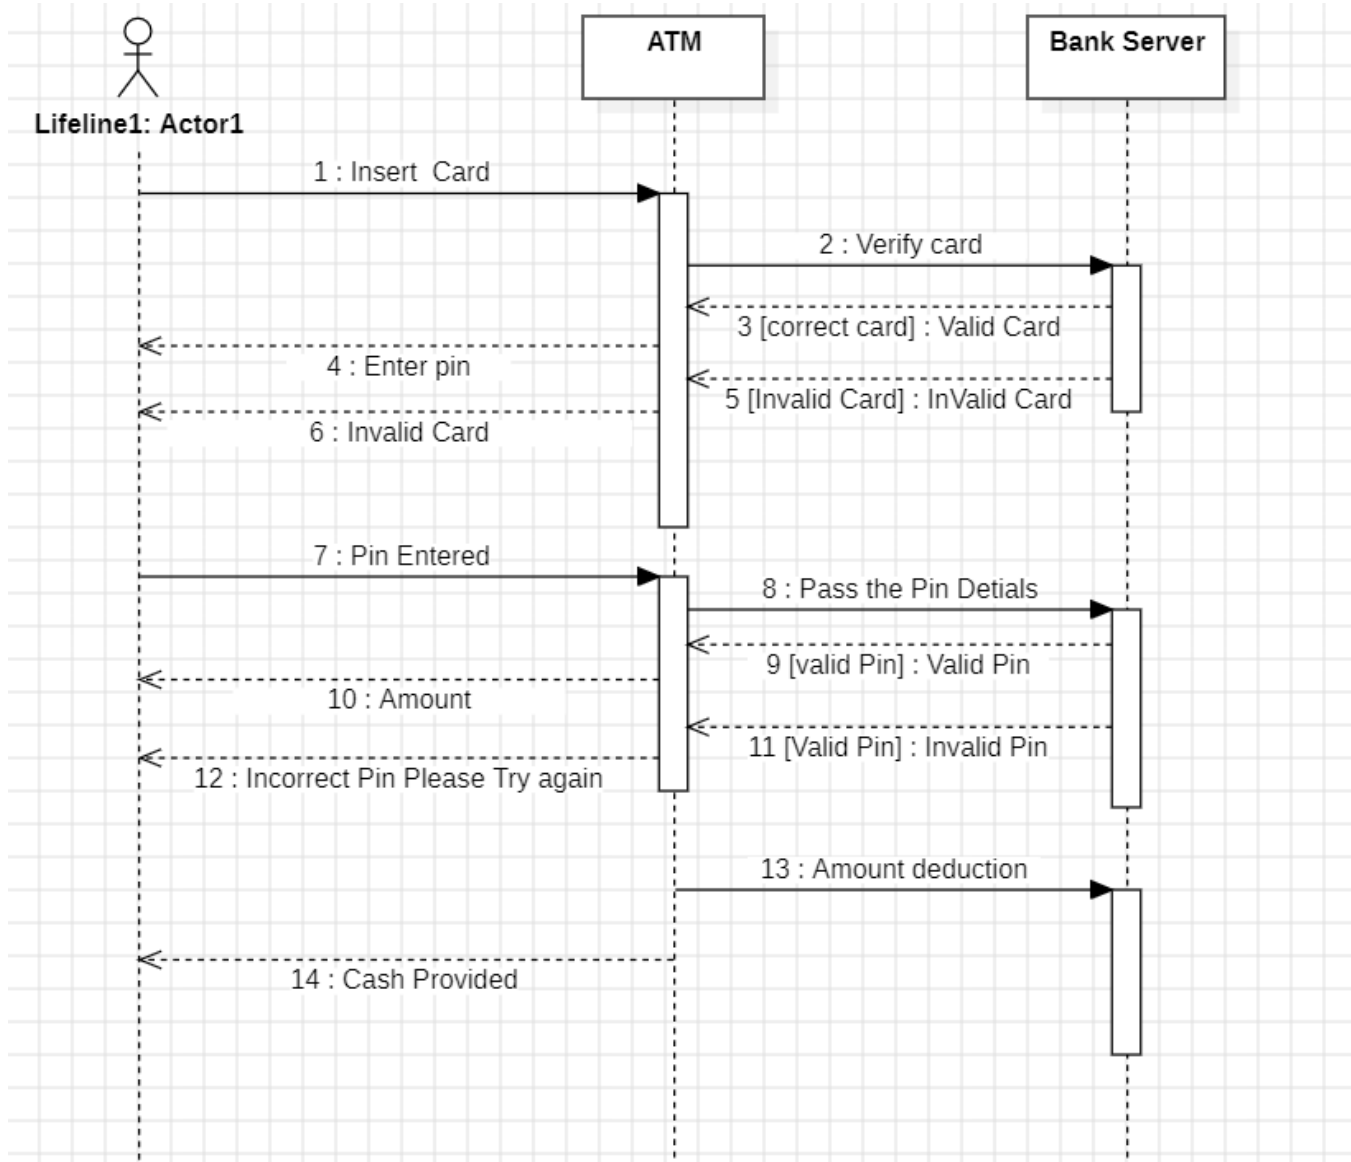 ATM
Bank Server
Lifeline1: Actor1
1 : Insert  Card
2 : Verify card
3 [correct card] : Valid Card
4 : Enter pin
5 [Invalid Card] : InValid Card
6 : Invalid Card
7 : Pin Entered
8 : Pass the Pin Detials
9 [valid Pin] : Valid Pin
10 : Amount
11 [Valid Pin] : Invalid Pin
12 : Incorrect Pin Please Try again
13 : Amount deduction
14 : Cash Provided